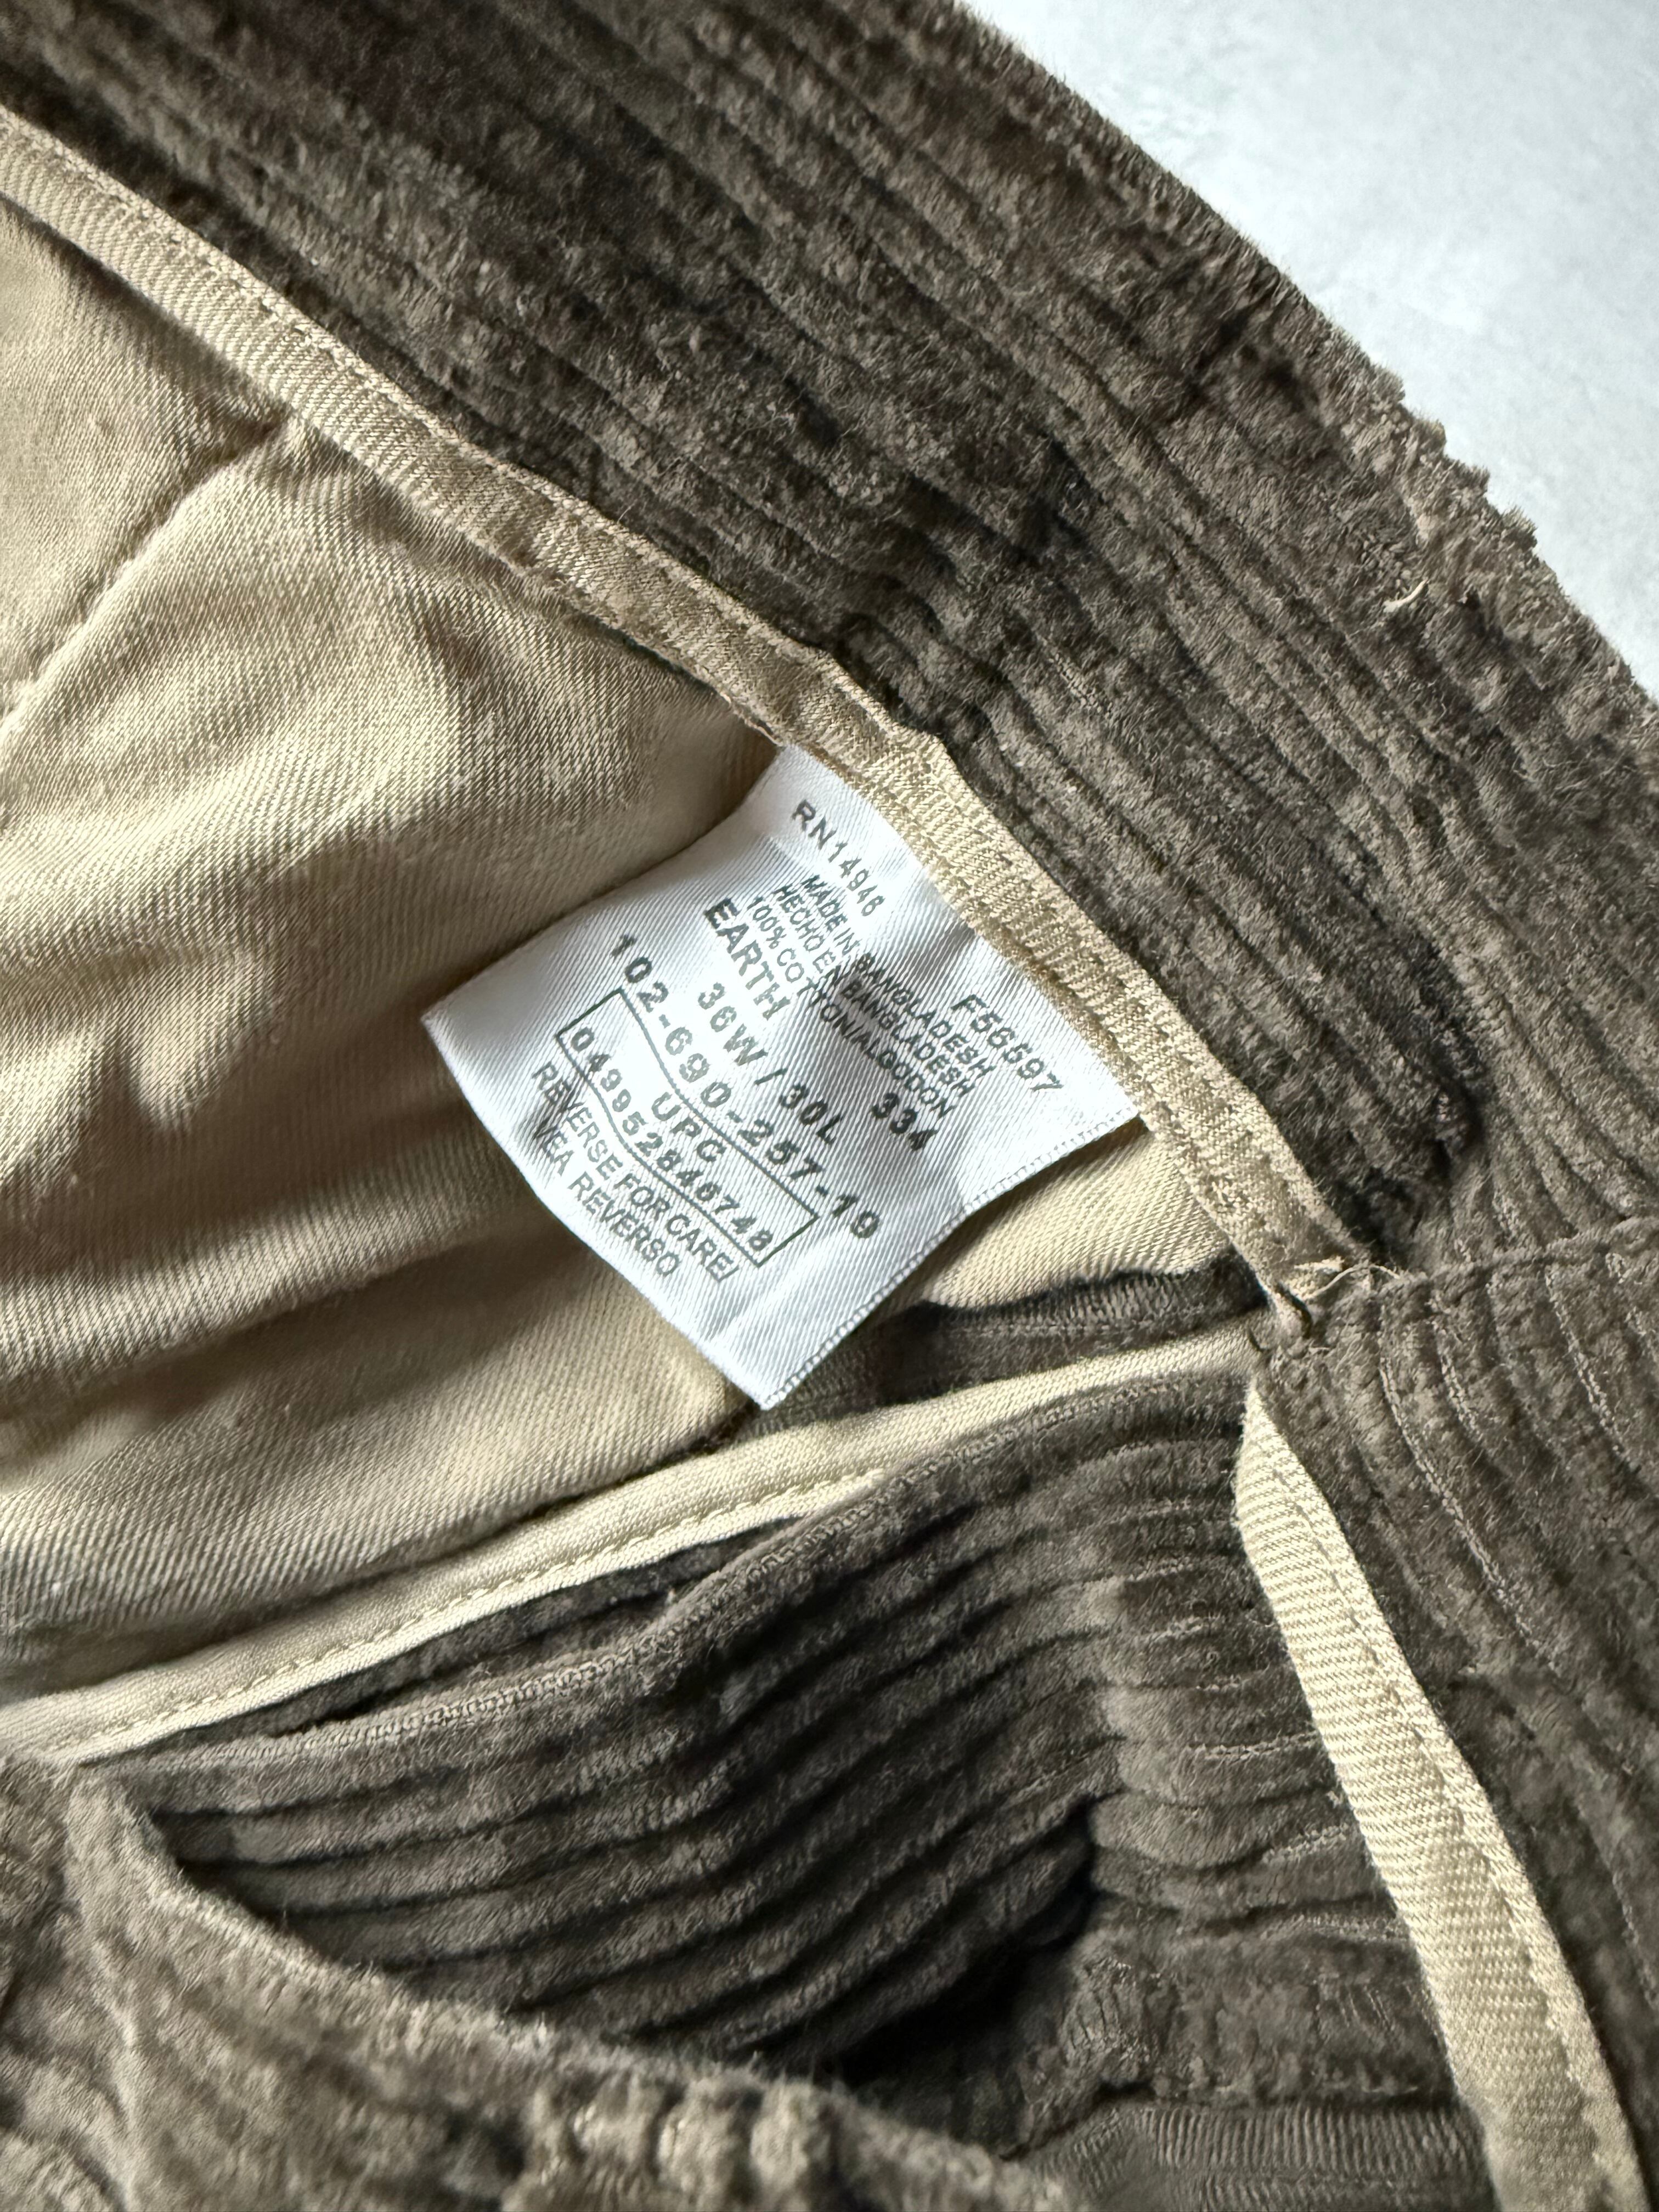 RN14946 F56597
MADE IN BANGLADESH
HECHO EN BANGLADESH
100% COTTON/ALGODON
EARTH 334
36W / 30L
102-690-257-19
UPC
049952846748
REVERSE FOR CARE/
VEA REVERSO